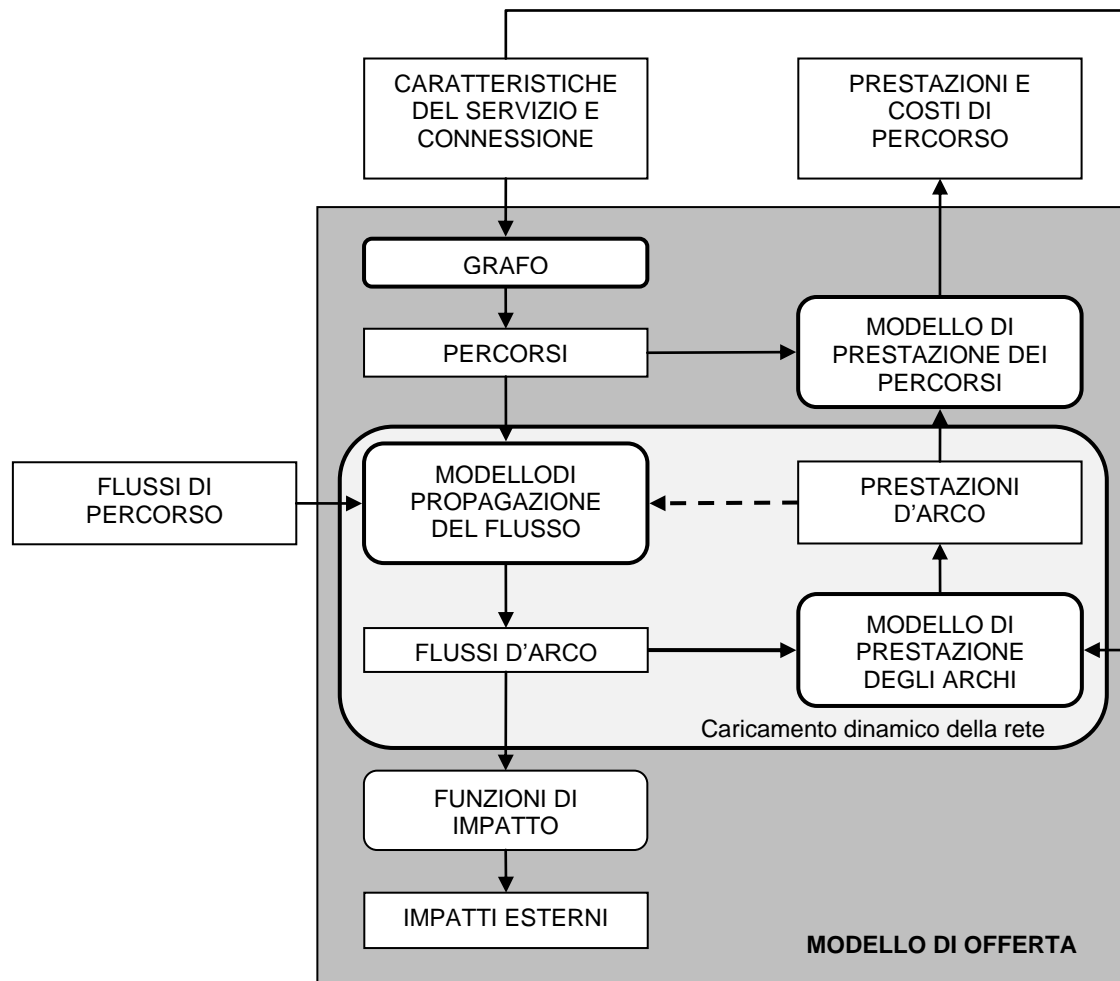 CARATTERISTICHE
DEL SERVIZIO E
CONNESSIONE
PRESTAZIONI E
COSTI DI
PERCORSO
GRAFO
PERCORSI
MODELLO DI
PRESTAZIONE DEI
PERCORSI
FLUSSI DI
PERCORSO
MODELLODI
PROPAGAZIONE
DEL FLUSSO
PRESTAZIONI
D’ARCO
FLUSSI D’ARCO
MODELLO DI
PRESTAZIONE
DEGLI ARCHI
Caricamento dinamico della rete
FUNZIONI DI
IMPATTO
IMPATTI ESTERNI
MODELLO DI OFFERTA